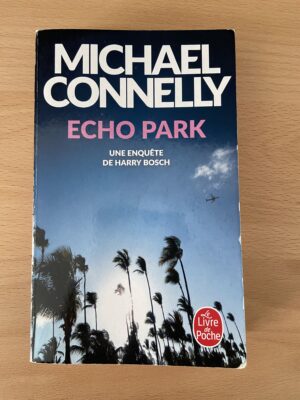 MICHAEL
CONNELLY
ECHO PARK
UNE ENQUÊTE
DE HARRY BOSCH
Le
Livre
de
Poche